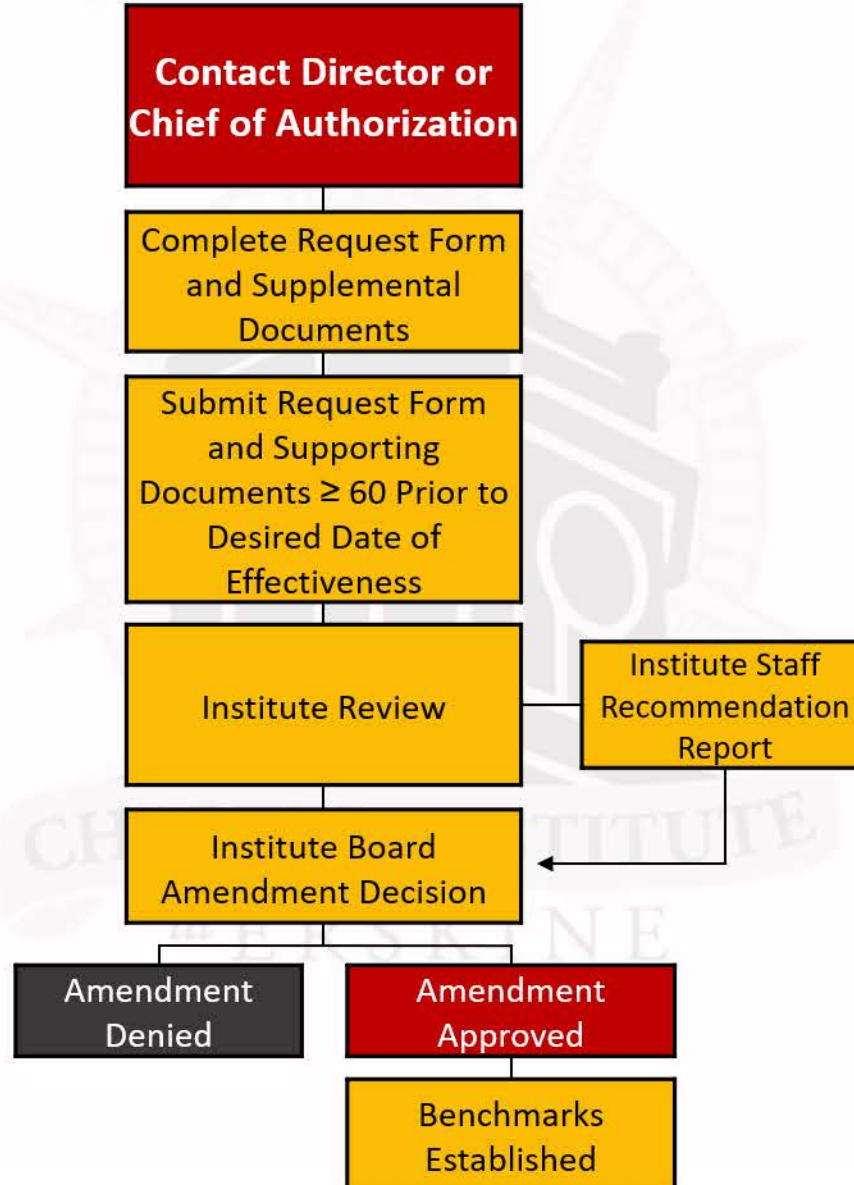 Contact Director or
Chief of Authorization
Complete Request Form
and Supplemental
Documents
Submit Request Form
and Supporting
Documents ≥ 60 Prior to
Desired Date of
Effectiveness
Institute Review
Institute Staff
Recommendation
Report
Institute Board
Amendment Decision
Amendment
Denied
Amendment
Approved
Benchmarks
Established
ERSKINE